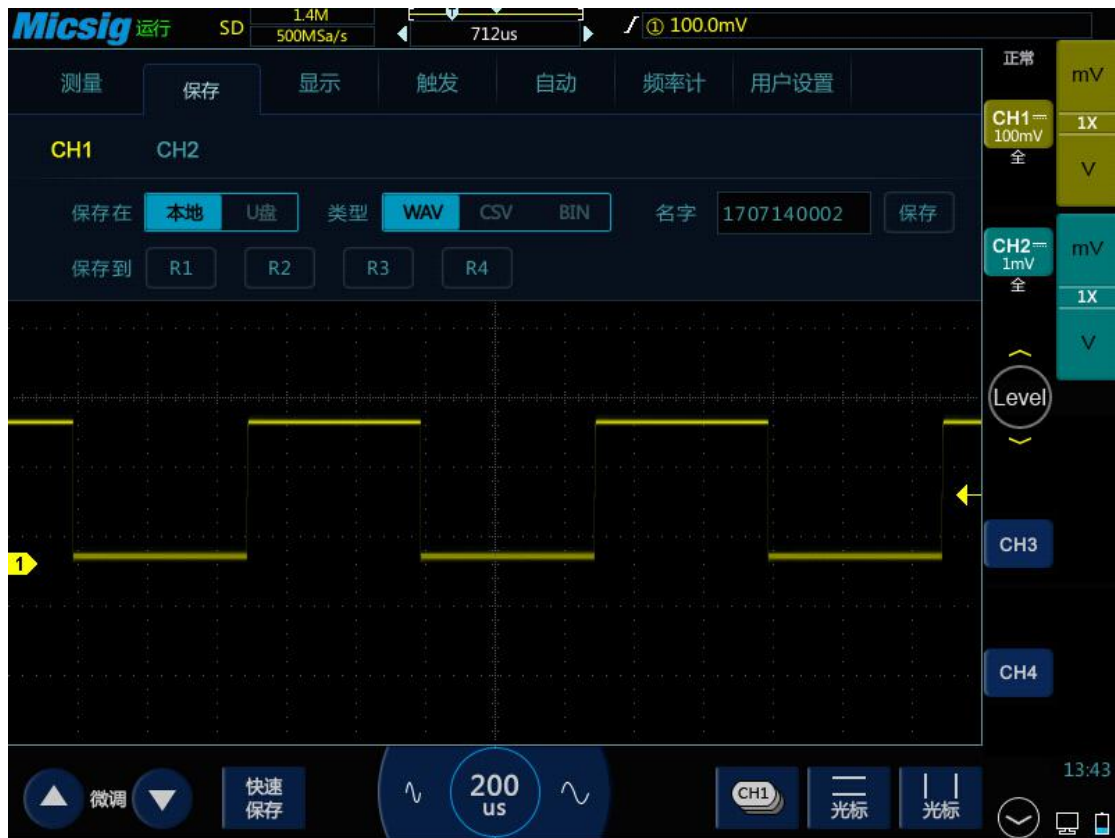 Micsig 运行 SD 1.4M
500MSa/s
T
712us
① 100.0mV
测量 保存 显示 触发 自动 频率计 用户设置
CH1 CH2
保存在 本地 U盘 类型 WAV CSV BIN 名字 1707140002 保存
保存到 R1 R2 R3 R4
正常
CH1
100mV
全
mV
1X
V
CH2
1mV
全
mV
1X
V
Level
1
CH3
CH4
微调
快速
保存
200
us
CH1
光标
光标
13:43